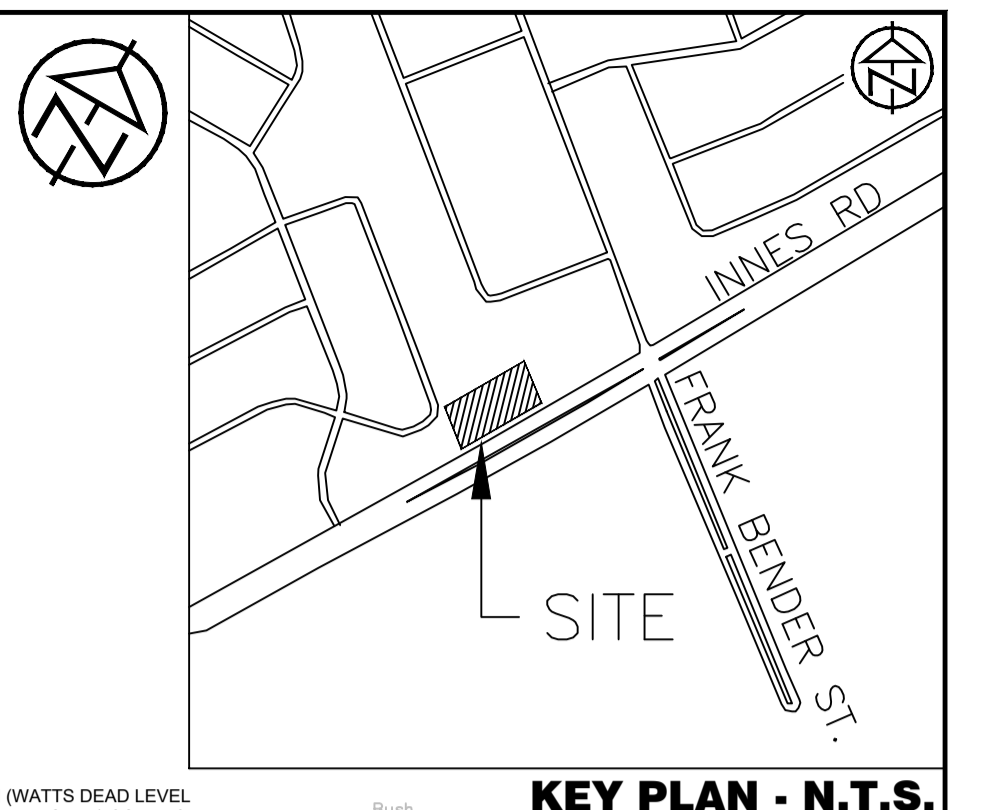 INNES RD
FRANK BENDER ST.
SITE
(WATTS DEAD LEVEL
Bush
KEY PLAN - N.T.S.